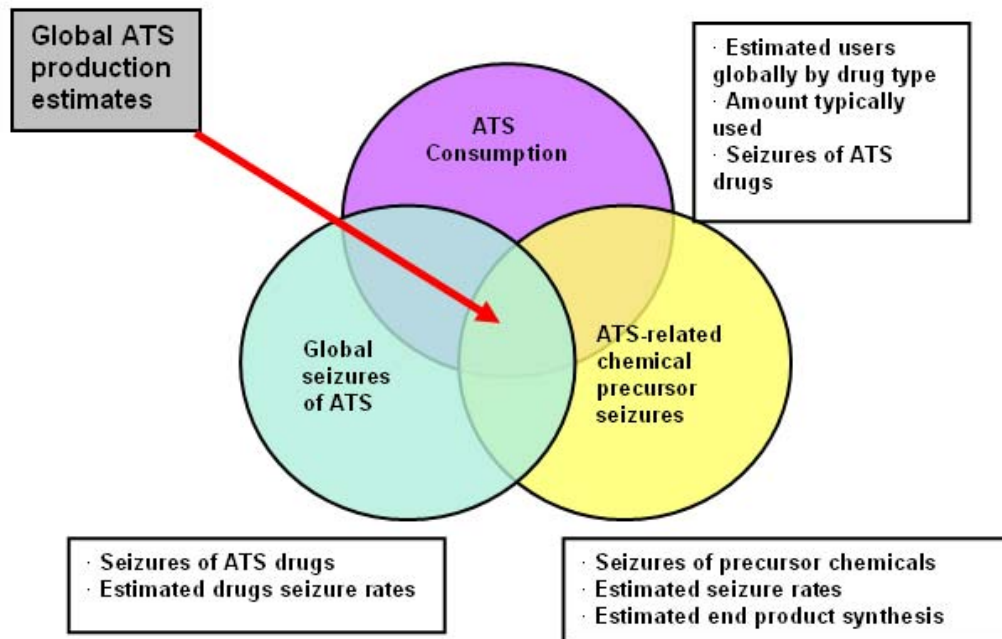 Global ATS
production
estimates
· Estimated users
globally by drug type
· Amount typically
used
· Seizures of ATS
drugs
ATS
Consumption
Global
seizures
of ATS
ATS-related
chemical
precursor
seizures
· Seizures of ATS drugs
· Estimated drugs seizure rates
· Seizures of precursor chemicals
· Estimated seizure rates
· Estimated end product synthesis